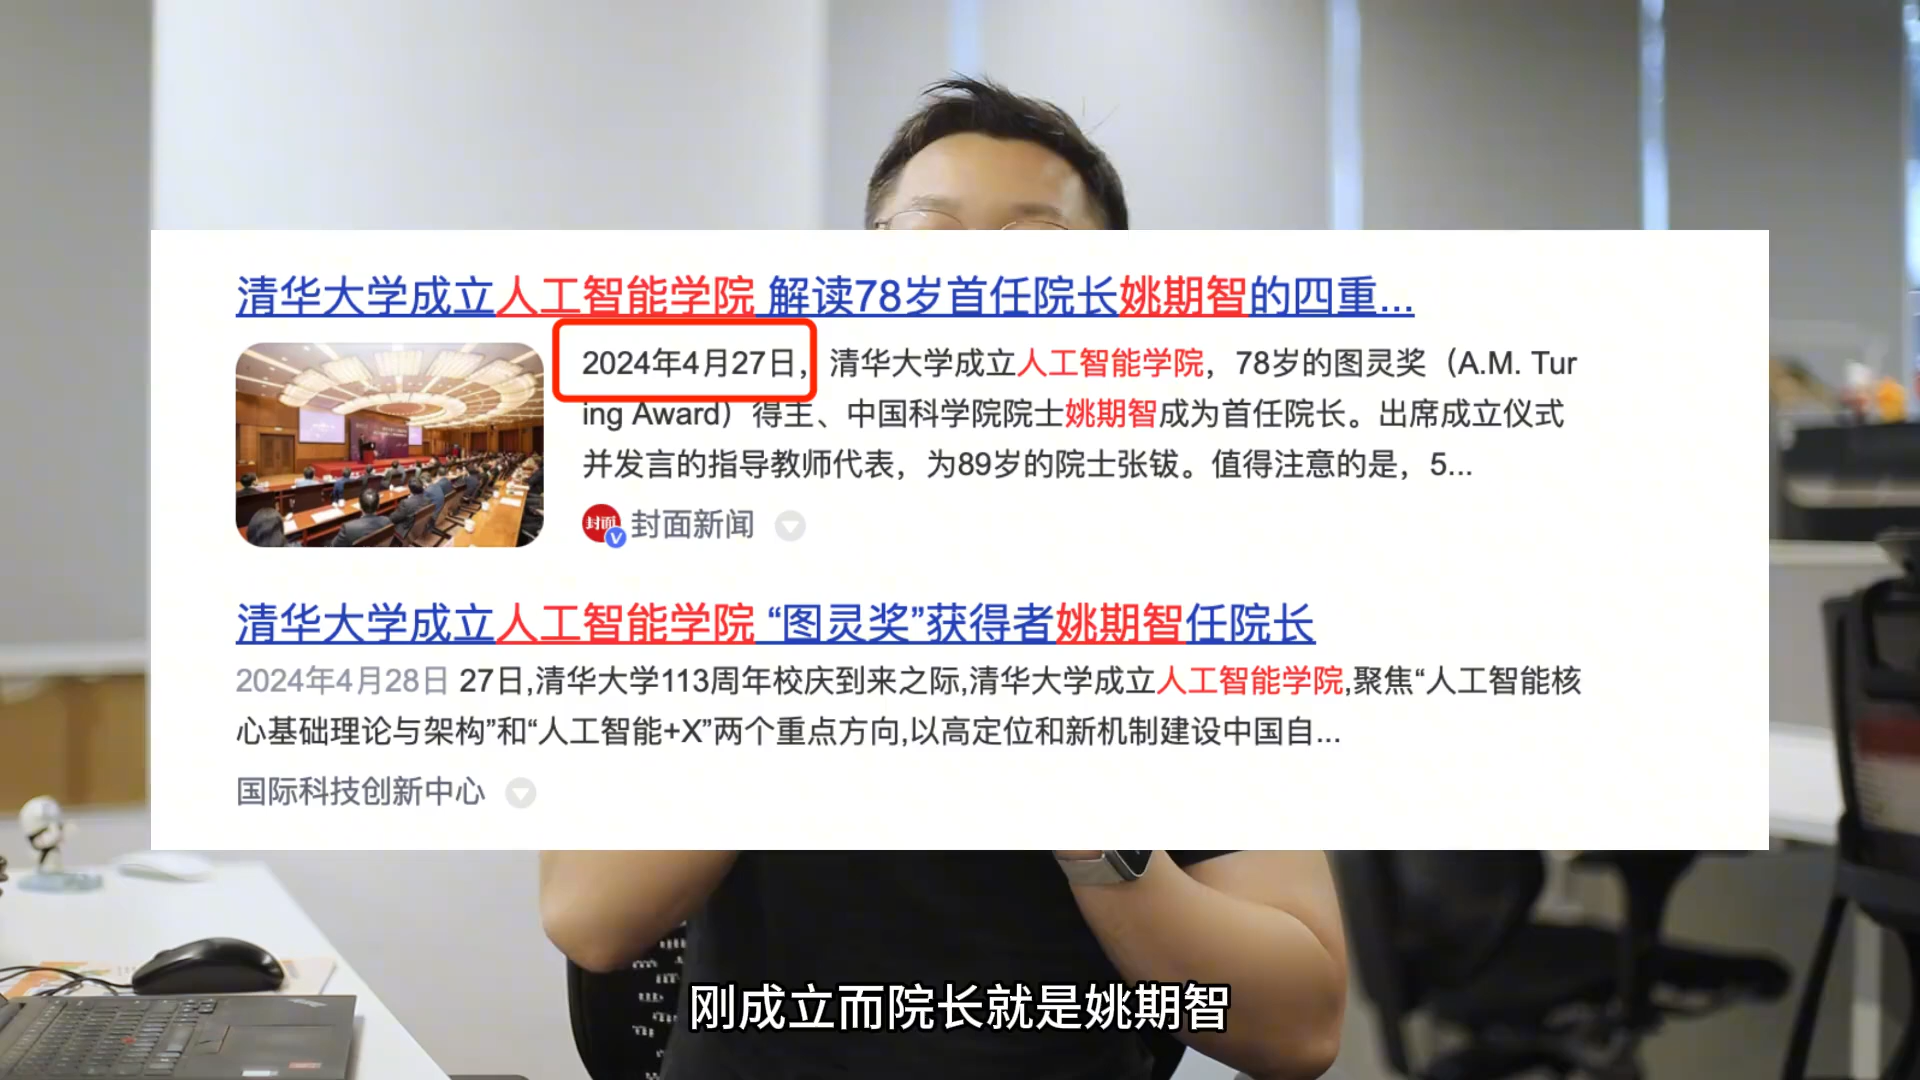 清华大学成立人工智能学院 解读78岁首任院长姚期智的四重...
2024年4月27日，清华大学成立人工智能学院，78岁的图灵奖（A.M. Tur
ing Award）得主、中国科学院院士姚期智成为首任院长。出席成立仪式
并发言的指导教师代表，为89岁的院士张钹。值得注意的是，5...
封面
封面新闻
清华大学成立人工智能学院 “图灵奖”获得者姚期智任院长
2024年4月28日 27日,清华大学113周年校庆到来之际,清华大学成立人工智能学院,聚焦“人工智能核
心基础理论与架构”和“人工智能+X”两个重点方向,以高定位和新机制建设中国自...
国际科技创新中心
刚成立而院长就是姚期智